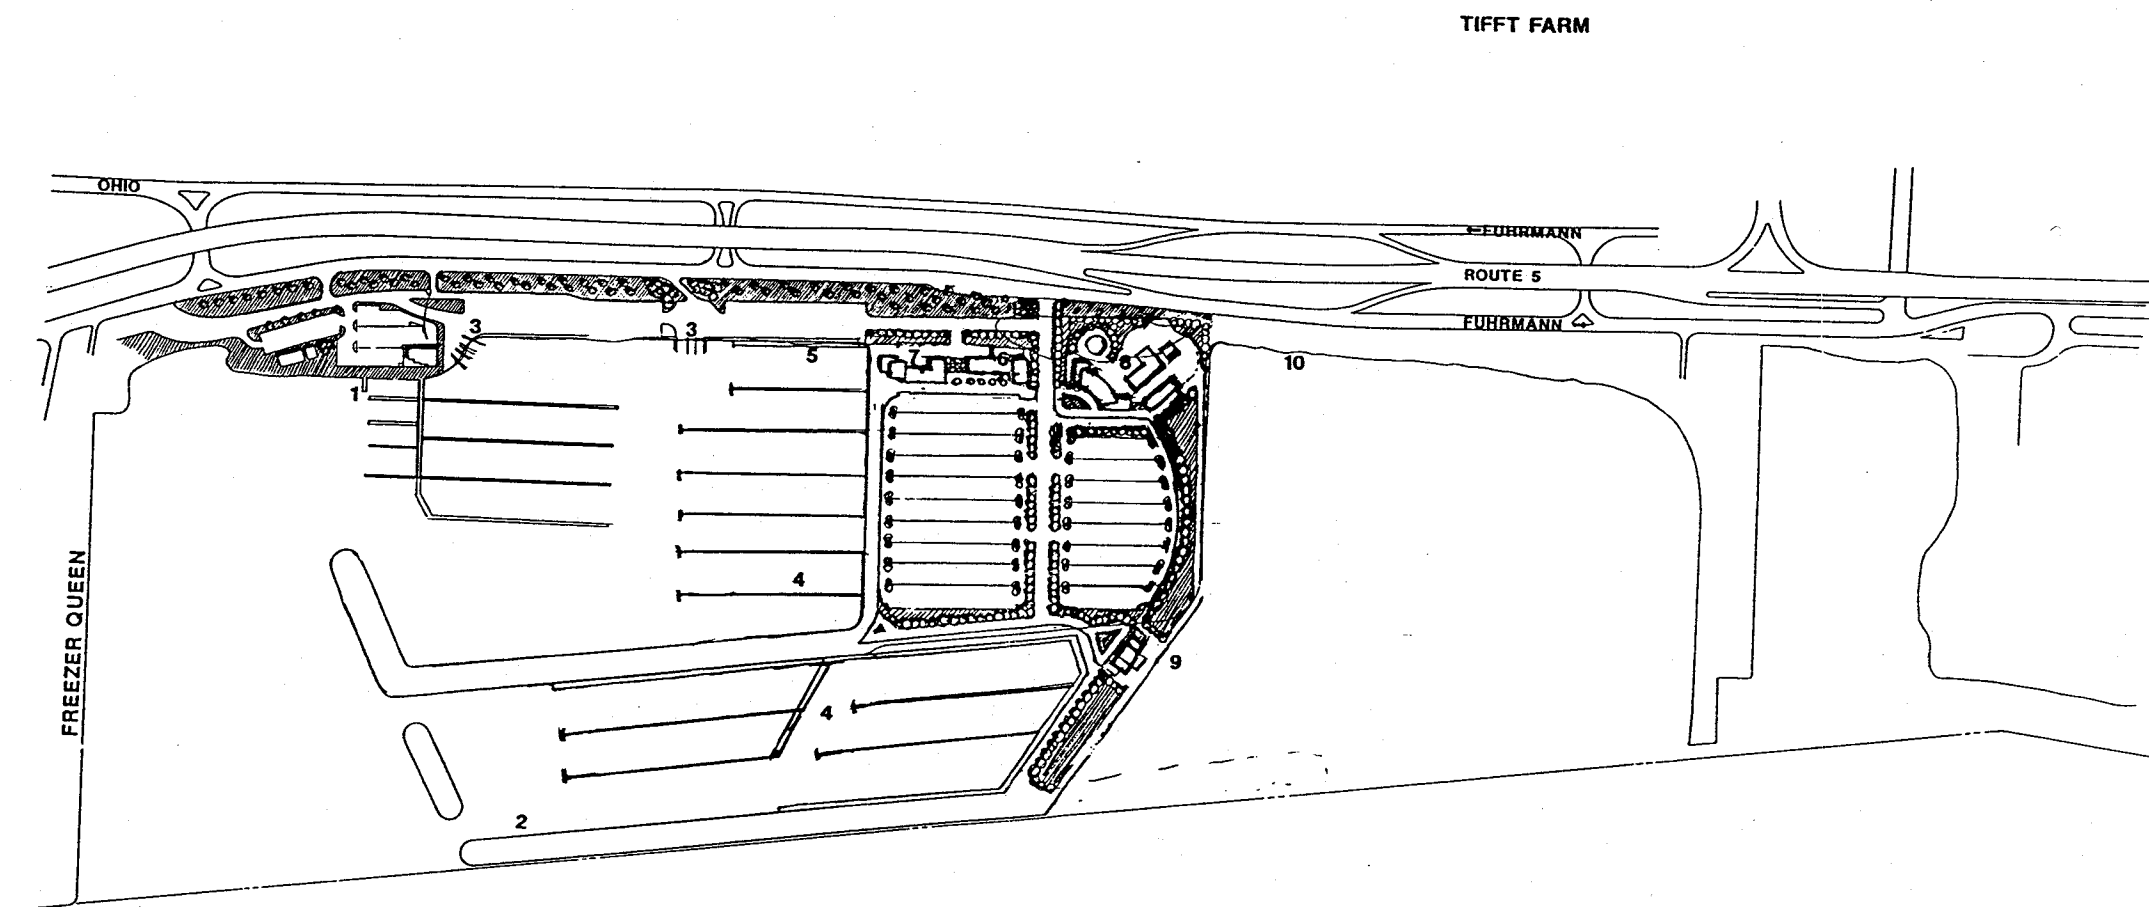 TIFFT FARM
OHIO
←FUHRMANN
ROUTE 5
FUHRMANN
3
3
5
7
6
8
10
1
4
9
4
2
FREEZER QUEEN